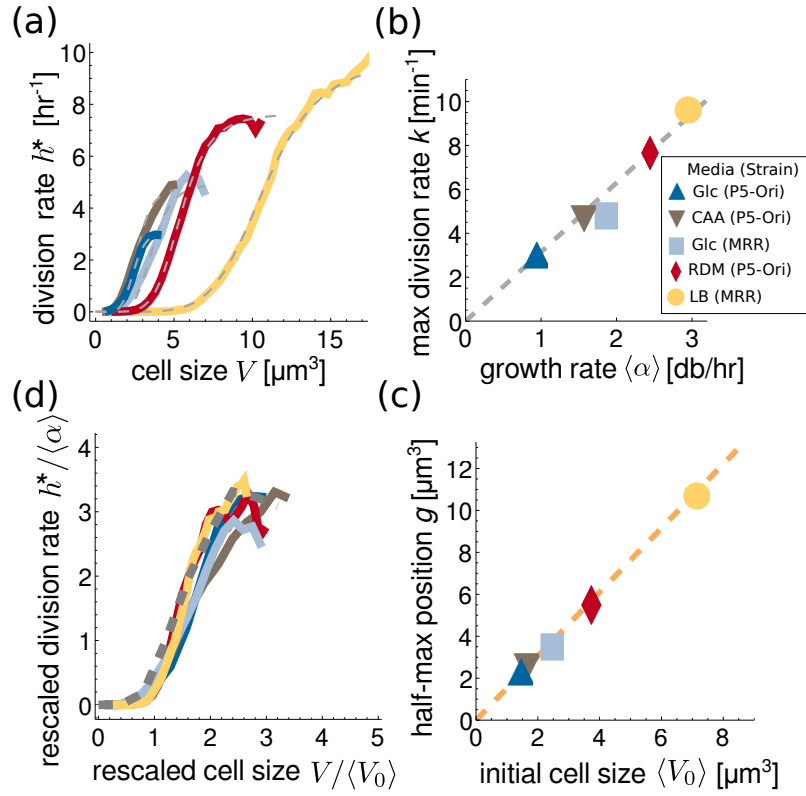 (a)
division rate h* [hr⁻¹]
10
8
6
4
2
0
0 5 10 15
cell size V [µm³]
(b)
max division rate k [min⁻¹]
10
8
6
4
2
0
0 1 2 3
growth rate ⟨α⟩ [db/hr]
Media (Strain)
Glc (P5-Ori)
CAA (P5-Ori)
Glc (MRR)
RDM (P5-Ori)
LB (MRR)
(d)
rescaled division rate h*/⟨α⟩
4
3
2
1
0
0 1 2 3 4 5
rescaled cell size V/⟨V₀⟩
(c)
half-max position g [µm³]
12
10
8
6
4
2
0
0 2 4 6 8
initial cell size ⟨V₀⟩ [µm³]